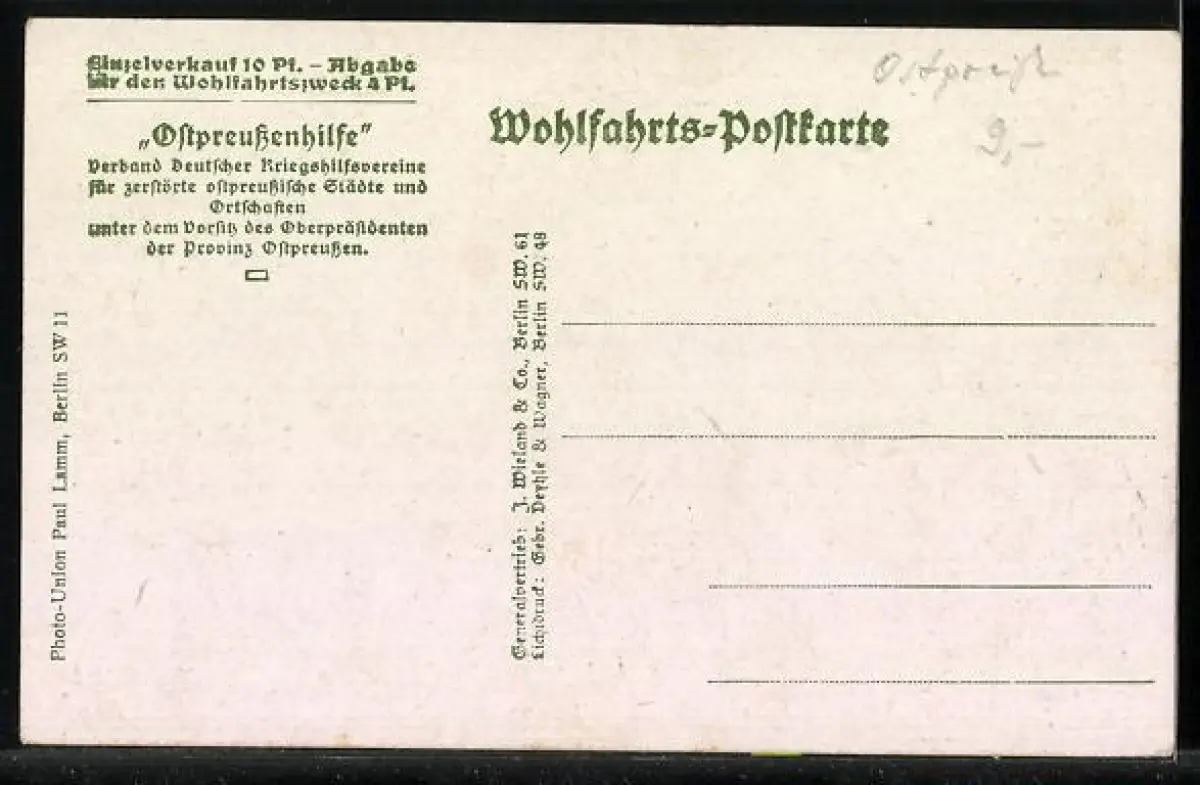 Einzelverkauf 10 Pf. – Abgabe
für den Wohlfahrtszweck 4 Pf.
„Oſtpreußenhilfe"
Verband Deutſcher Kriegshilfsvereine
für zerſtörte oſtpreußiſche Städte und
Ortſchaften
unter dem Vorſitz des Oberpräſidenten
der Provinz Oſtpreußen.
Wohlfahrts-Poſtkarte
Oſtpreuß
9,-
Photo-Union Paul Lamm, Berlin SW 11
Generalvertrieb: J. Wieland & Co., Berlin SW. 61
Lichtdruck: Gebr. Deyhle & Wagner, Berlin SW. 48